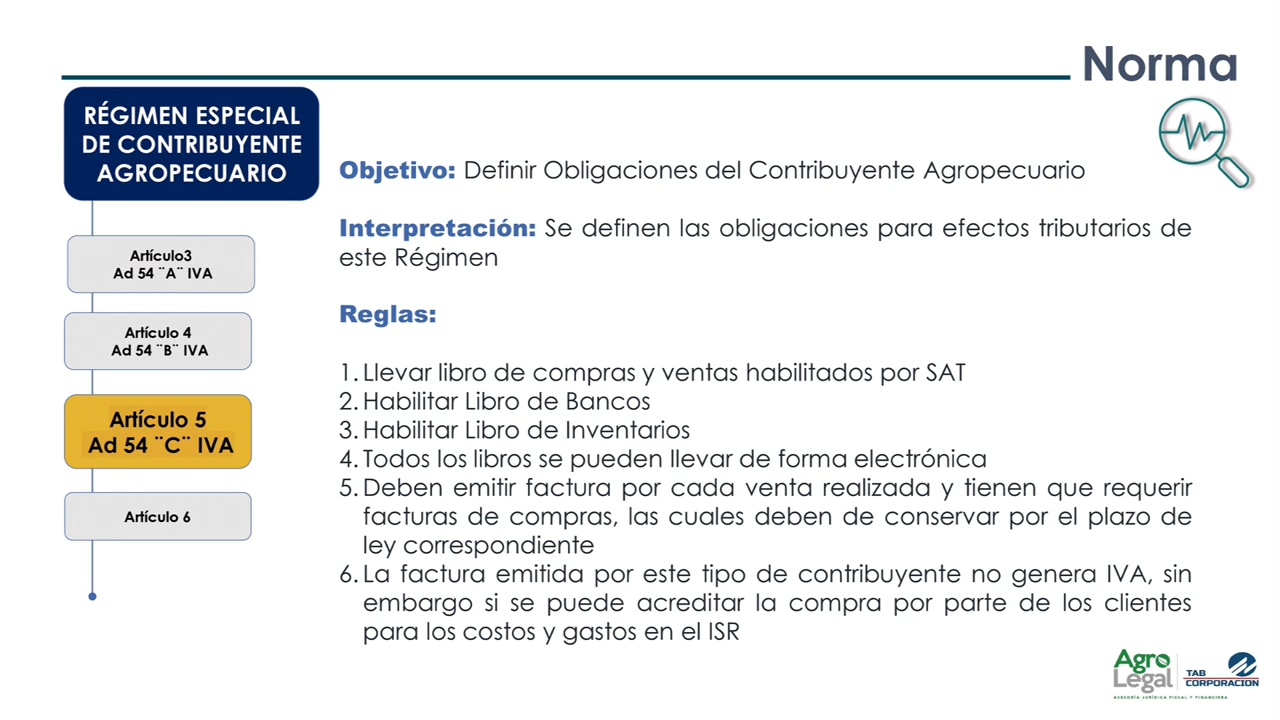 Norma
RÉGIMEN ESPECIAL
DE CONTRIBUYENTE
AGROPECUARIO
Artículo3
Ad 54 ¨A¨ IVA
Artículo 4
Ad 54 ¨B¨ IVA
Artículo 5
Ad 54 ¨C¨ IVA
Artículo 6
Objetivo: Definir Obligaciones del Contribuyente Agropecuario
Interpretación: Se definen las obligaciones para efectos tributarios de
este Régimen
Reglas:
1. Llevar libro de compras y ventas habilitados por SAT
2. Habilitar Libro de Bancos
3. Habilitar Libro de Inventarios
4. Todos los libros se pueden llevar de forma electrónica
5. Deben emitir factura por cada venta realizada y tienen que requerir
facturas de compras, las cuales deben de conservar por el plazo de
ley correspondiente
6. La factura emitida por este tipo de contribuyente no genera IVA, sin
embargo si se puede acreditar la compra por parte de los clientes
para los costos y gastos en el ISR
Agro
Legal
ASESORÍA JURÍDICA FISCAL Y FINANCIERA
TAB
CORPORACION